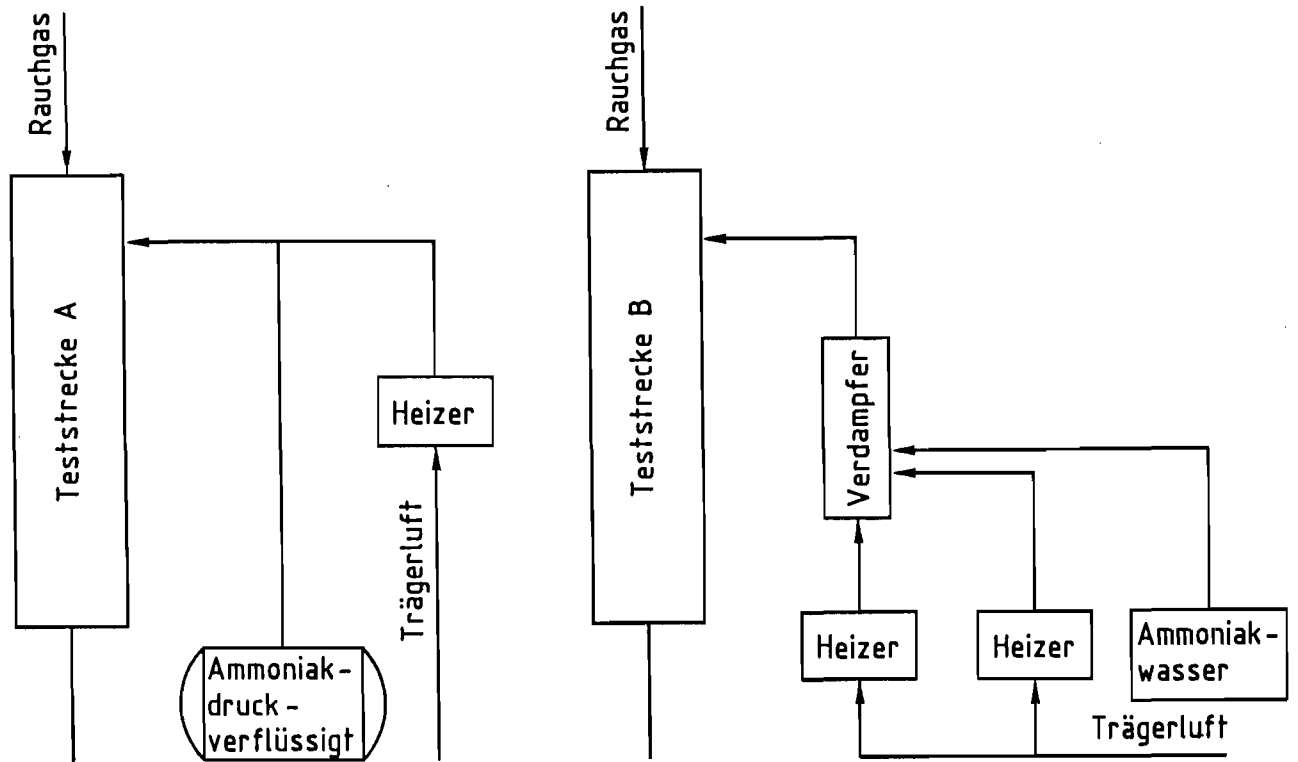 Rauchgas
Teststrecke A
Heizer
Trägerluft
Ammoniak-
druck-
verflüssigt
Rauchgas
Teststrecke B
Verdampfer
Heizer
Heizer
Ammoniak-
wasser
Trägerluft